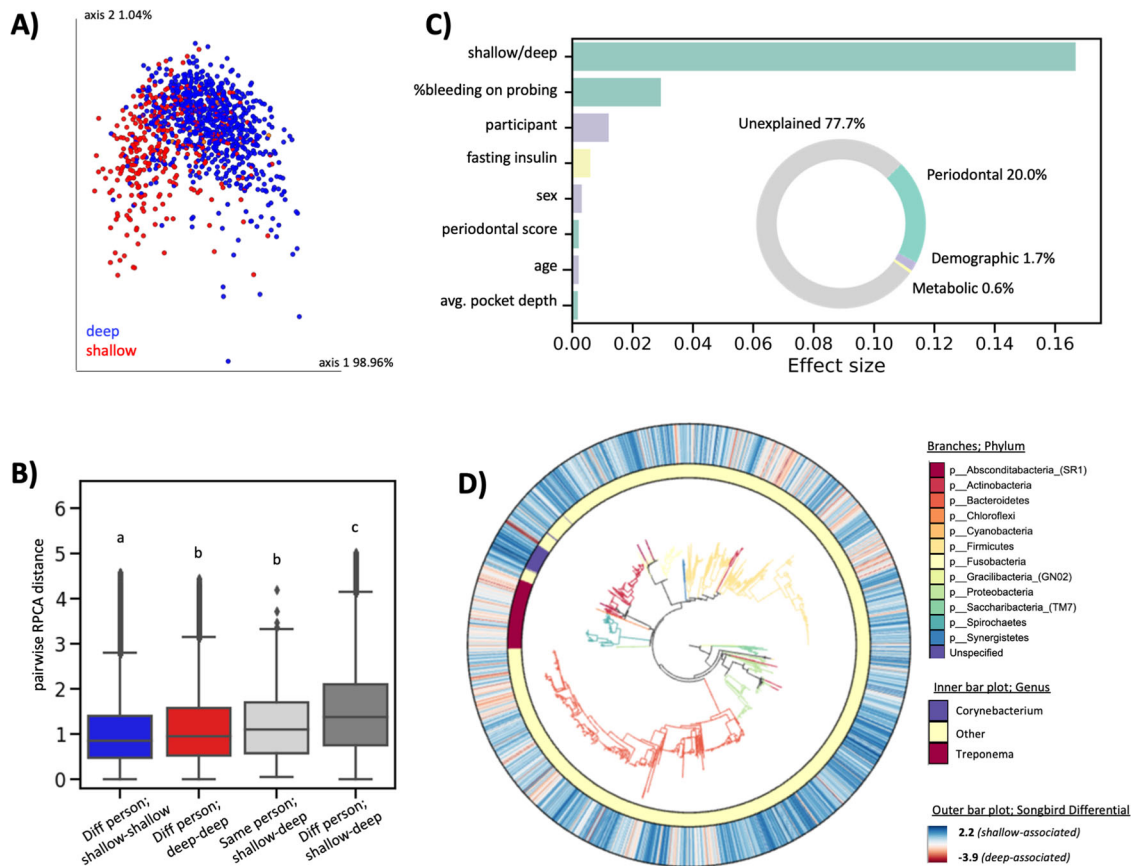 A)
axis 2 1.04%
deep
shallow
axis 1 98.96%
C)
shallow/deep
%bleeding on probing
participant
fasting insulin
sex
periodontal score
age
avg. pocket depth
Unexplained 77.7%
Periodontal 20.0%
Demographic 1.7%
Metabolic 0.6%
0.00 0.02 0.04 0.06 0.08 0.10 0.12 0.14 0.16
Effect size
B)
pairwise RPCA distance
6
5
4
3
2
1
0
a
b
b
c
Diff person;
shallow-shallow
Diff person;
deep-deep
Same person;
shallow-deep
Diff person;
shallow-deep
D)
Branches; Phylum
p__Absconditabacteria_(SR1)
p__Actinobacteria
p__Bacteroidetes
p__Chloroflexi
p__Cyanobacteria
p__Firmicutes
p__Fusobacteria
p__Gracilibacteria_(GN02)
p__Proteobacteria
p__Saccharibacteria_(TM7)
p__Spirochaetes
p__Synergistetes
Unspecified
Inner bar plot; Genus
Corynebacterium
Other
Treponema
Outer bar plot; Songbird Differential
2.2 (shallow-associated)
-3.9 (deep-associated)